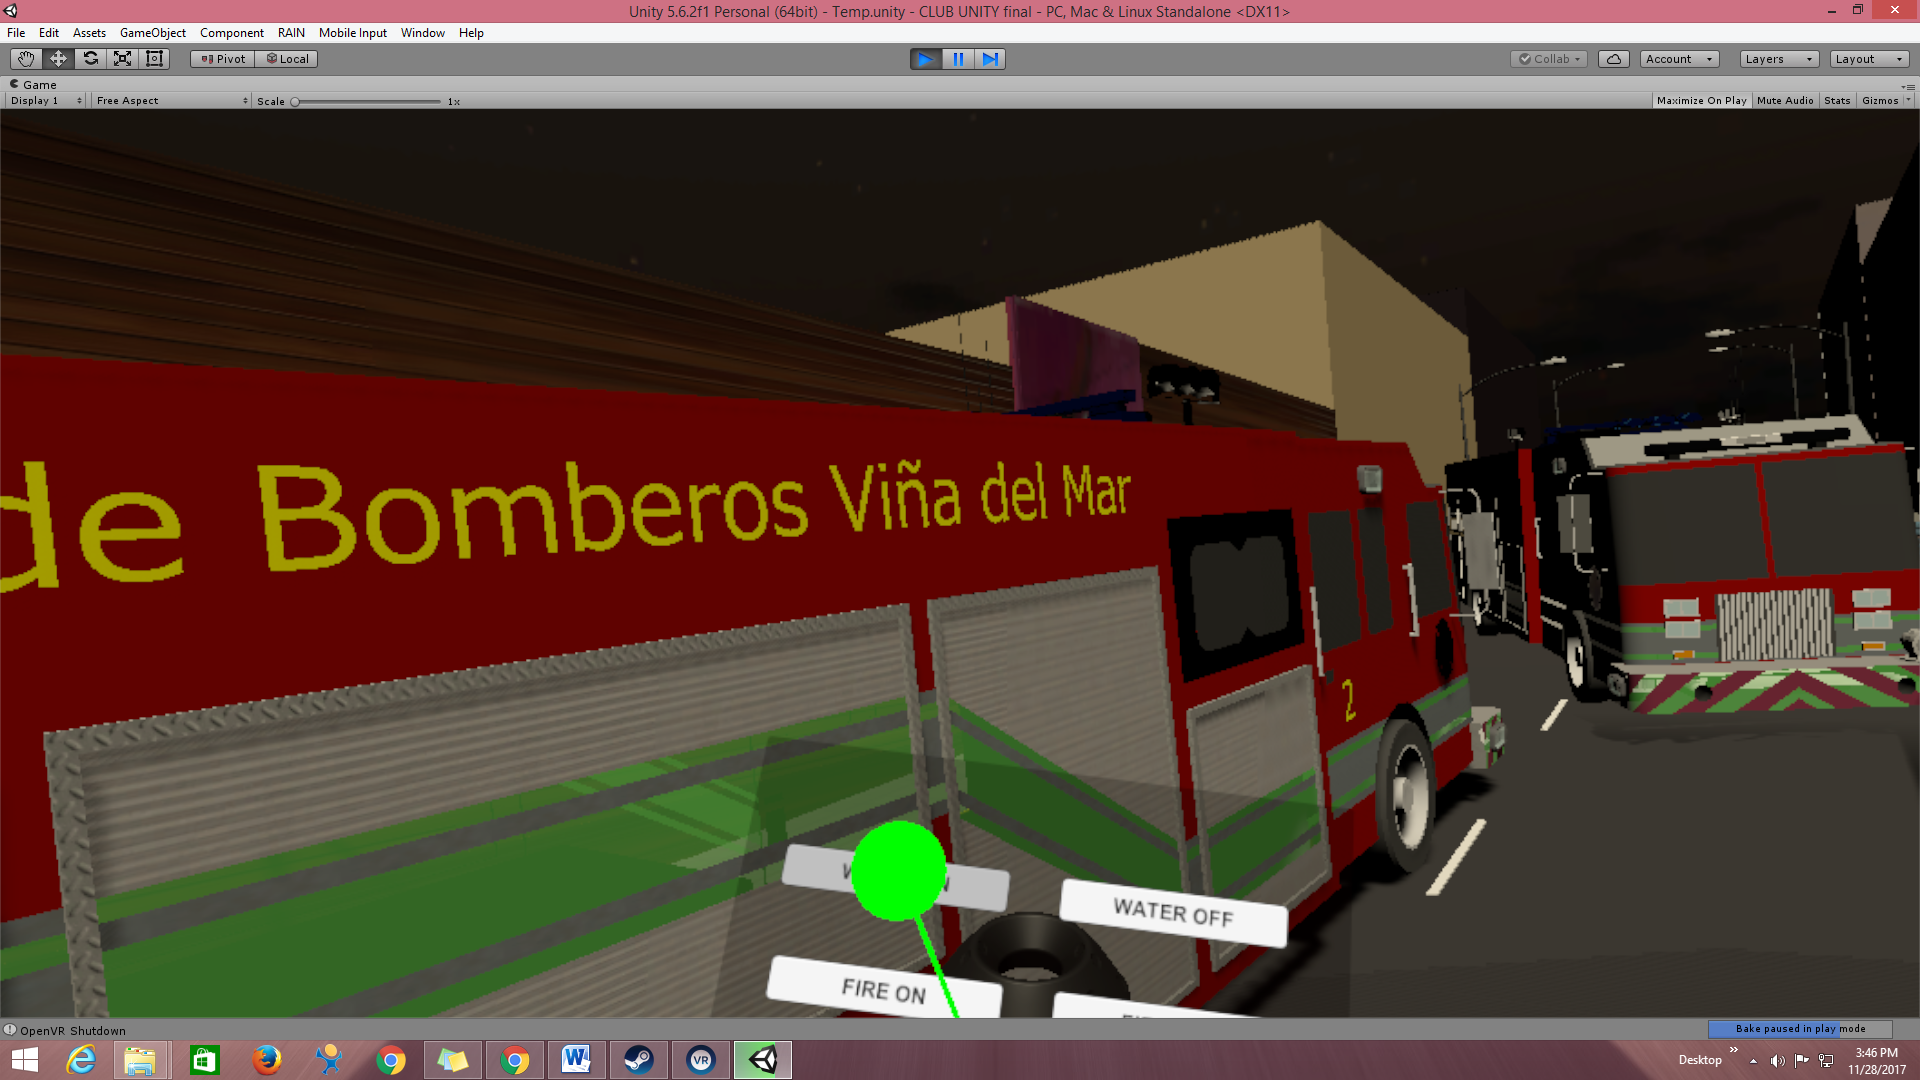 Unity 5.6.2f1 Personal (64bit) - Temp.unity - CLUB UNITY final - PC, Mac & Linux Standalone <DX11>
File Edit Assets GameObject Component RAIN Mobile Input Window Help
Pivot Local Collab Account Layers Layout
Game
Display 1 Free Aspect Scale 1x Maximize On Play Mute Audio Stats Gizmos
de Bomberos Viña del Mar
2
WATER OFF
FIRE ON
OpenVR Shutdown Bake paused in play mode
W VR Desktop 3:46 PM
11/28/2017